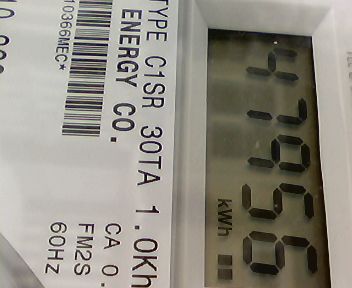 47856
kWh
TYPE C1SR 30TA 1.0Kh
ENERGY CO.
10366MEC*
CA 0.
FM2S
60Hz